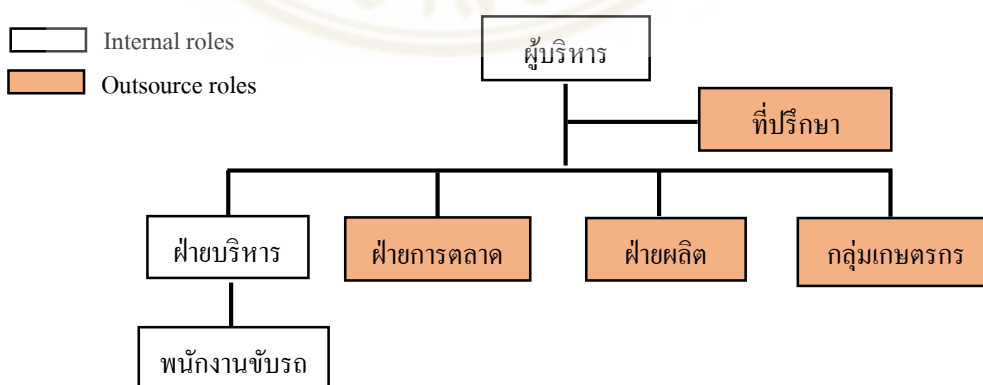 Internal roles
Outsource roles
ผู้บริหาร
ที่ปรึกษา
ฝ่ายบริหาร
ฝ่ายการตลาด
ฝ่ายผลิต
กลุ่มเกษตรกร
พนักงานขับรถ